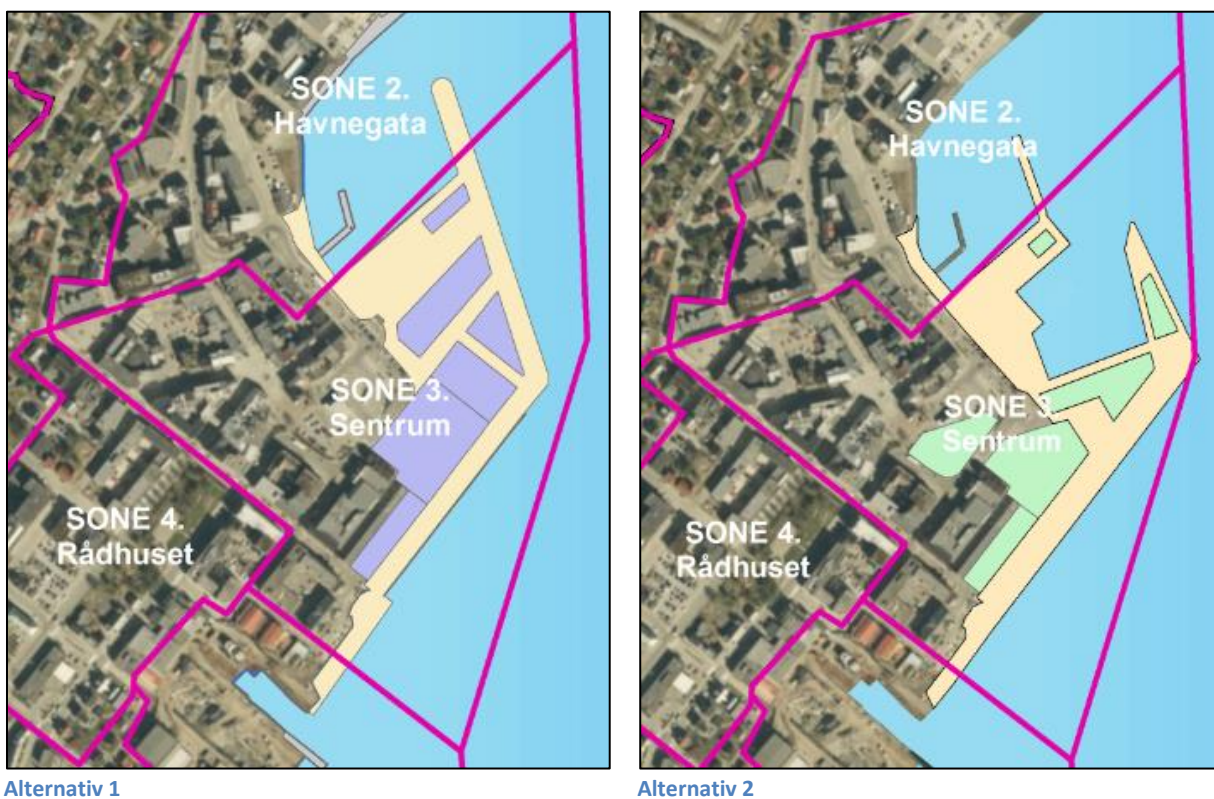 SONE 2.
Havnegata
SONE 3.
Sentrum
SONE 4.
Rådhuset
Alternativ 1
SONE 2.
Havnegata
SONE 3
Sentrum
SONE 4.
Rådhuset
Alternativ 2